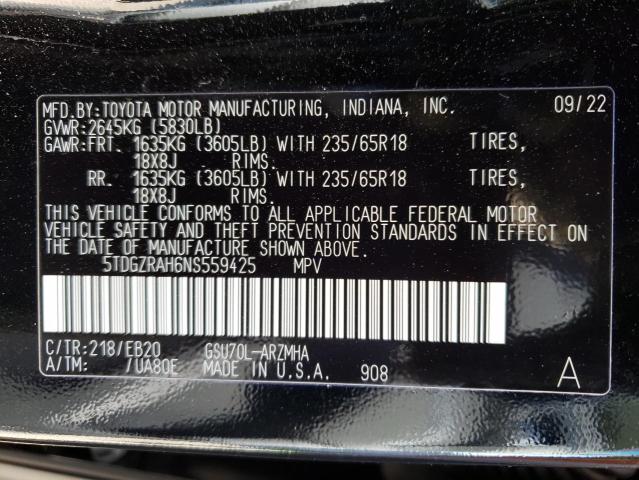 MFD.BY:TOYOTA MOTOR MANUFACTURING, INDIANA, INC. 09/22
GVWR:2645KG (5830LB)
GAWR:FRT. 1635KG (3605LB) WITH 235/65R18 TIRES,
18X8J RIMS.
RR. 1635KG (3605LB) WITH 235/65R18 TIRES,
18X8J RIMS.
THIS VEHICLE CONFORMS TO ALL APPLICABLE FEDERAL MOTOR
VEHICLE SAFETY AND THEFT PREVENTION STANDARDS IN EFFECT ON
THE DATE OF MANUFACTURE SHOWN ABOVE.
5TDGZRAH6NS559425 MPV
C/TR:218/EB20 GSU70L-ARZMHA
A/TM: /UA80E MADE IN U.S.A. 908 A